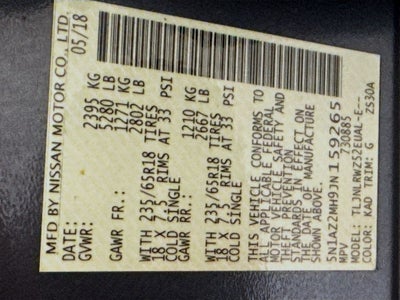 MFD BY NISSAN MOTOR CO., LTD.
DATE: 05/18
GVWR: 2395 KG
5280 LB
GAWR FR.: 1271 KG
2802 LB
WITH 235/65R18 TIRES
18 X 7.5 RIMS AT 33 PSI
COLD SINGLE
GAWR RR.: 1210 KG
2667 LB
WITH 235/65R18 TIRES
18 X 7.5 RIMS AT 33 PSI
COLD SINGLE
THIS VEHICLE CONFORMS TO
ALL APPLICABLE FEDERAL
MOTOR VEHICLE SAFETY AND
THEFT PREVENTION
STANDARDS IN EFFECT ON
THE DATE OF MANUFACTURE
SHOWN ABOVE.
5N1AZ2MH9JN159265
MPV 730885
MODEL: TLJNLRWZ52EUAL-E--
COLOR: KAD TRIM: G ZS30A